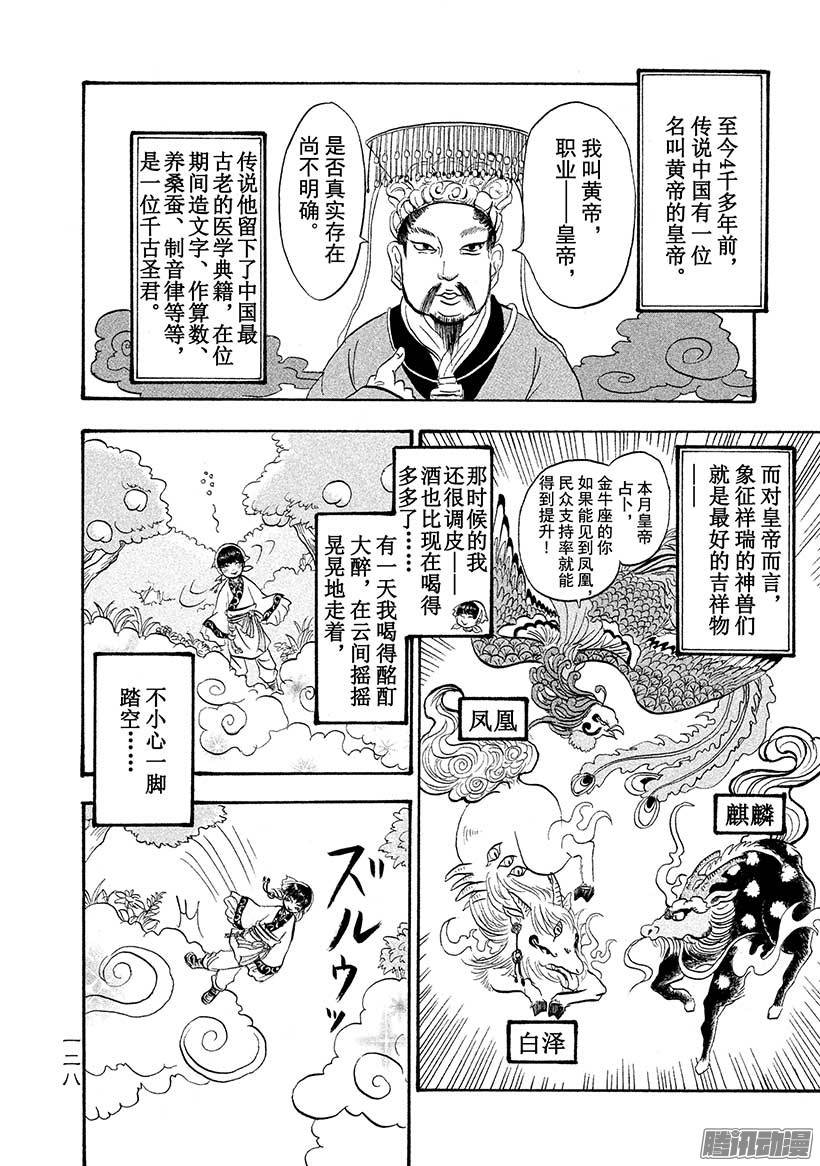 至今4千多年前，
传说中国有一位
名叫黄帝的皇帝。
我叫黄帝，
职业——皇帝，
是否真实存在
尚不明确。
传说他留下了中国最
古老的医学典籍，在位
期间造文字、作算数、
养桑蚕、制音律等等，
是一位千古圣君。
而对皇帝而言，
象征祥瑞的神兽们
就是最好的吉祥物
——
本月皇帝
占卜，
金牛座的你
如果能见到凤凰，
民众支持率就能
得到提升！
凤凰
麒麟
白泽
那时候的我
还很调皮——
酒也比现在喝得
多多了……
有一天我喝得酩酊
大醉，在云间摇摇
晃晃地走着，
不小心一脚
踏空……
ズルウッ
一二八
腾讯动漫